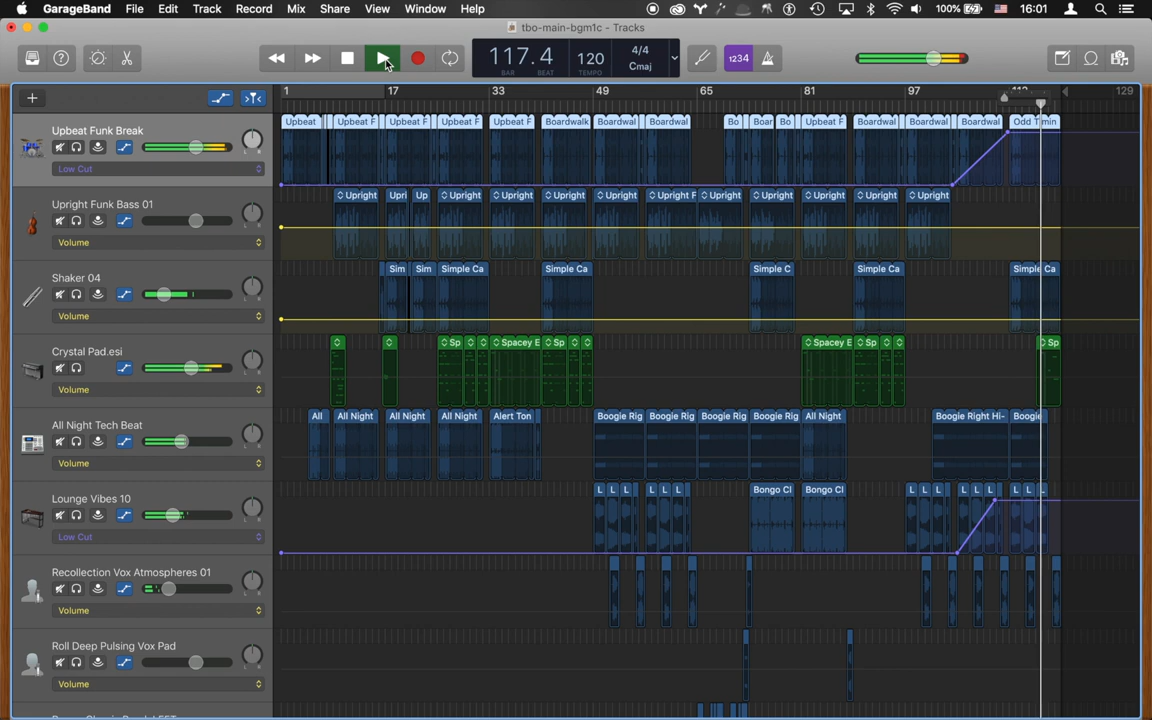 GarageBand File Edit Track Record Mix Share View Window Help 100% 16:01
tbo-main-bgm1c - Tracks
117.4 120 4/4 Cmaj 1234
BAR BEAT TEMPO
1 17 33 49 65 81 97 113 129
Upbeat Funk Break
Upbeat Upbeat F Upbeat F Upbeat F Upbeat F Boardwalk Boardwal Boardwal Bo Boar Bo Upbeat F Boardwal Boardwal Boardwal Odd Timin
Low Cut
Upright Funk Bass 01
Upright Upri Up Upright Upright Upright Upright Upright F Upright Upright Upright Upright Upright
Volume
Shaker 04
Sim Sim Simple Ca Simple Ca Simple C Simple Ca Simple Ca
Volume
Crystal Pad.esi
Sp Spacey E Sp Spacey E Sp Sp
Volume
All Night Tech Beat
All All Night All Night All Night Alert Ton Boogie Rig Boogie Rig Boogie Rig Boogie Rig All Night Boogie Right Hi- Boogie
Volume
Lounge Vibes 10
L L L L L L Bongo Cl Bongo Cl L L L L L L L L L
Low Cut
Recollection Vox Atmospheres 01
Volume
Roll Deep Pulsing Vox Pad
Volume